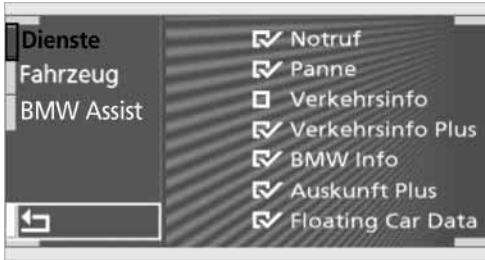 Dienste
Fahrzeug
BMW Assist
Notruf
Panne
Verkehrsinfo
Verkehrsinfo Plus
BMW Info
Auskunft Plus
Floating Car Data